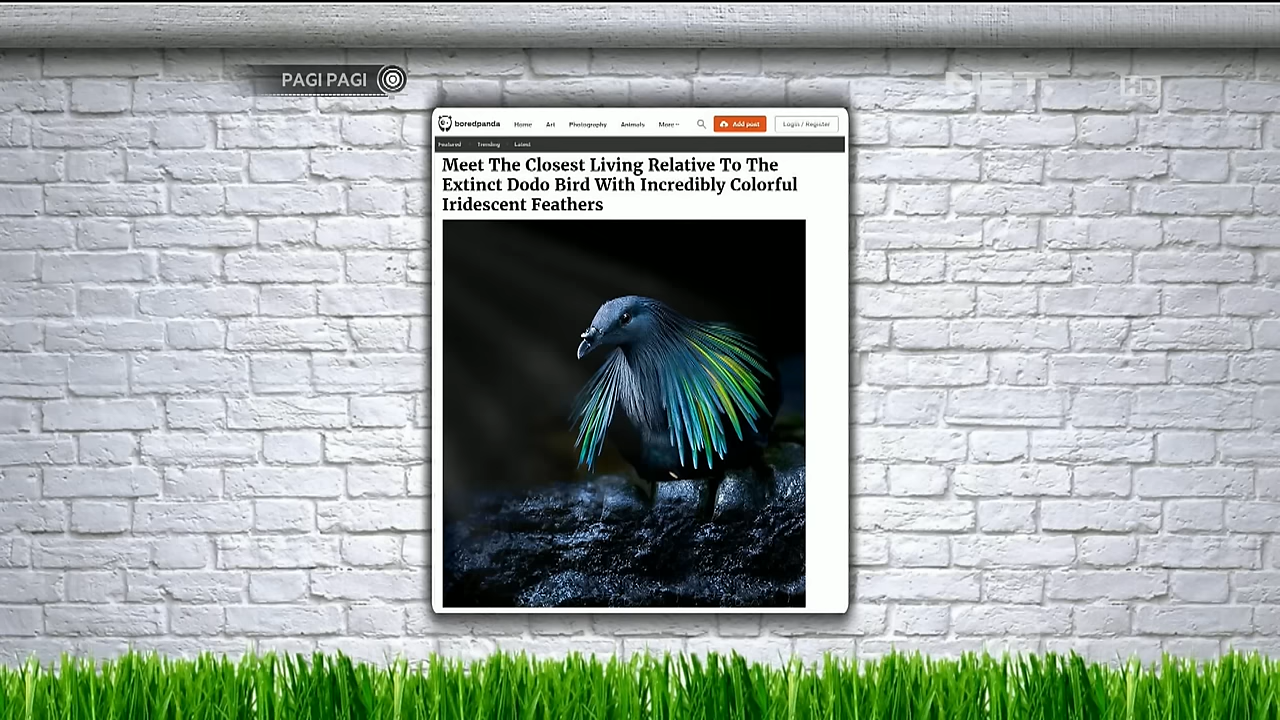 PAGI PAGI
NET.
HD
boredpanda
Home Art Photography Animals More
Add post
Login / Register
Featured Trending Latest
Meet The Closest Living Relative To The
Extinct Dodo Bird With Incredibly Colorful
Iridescent Feathers